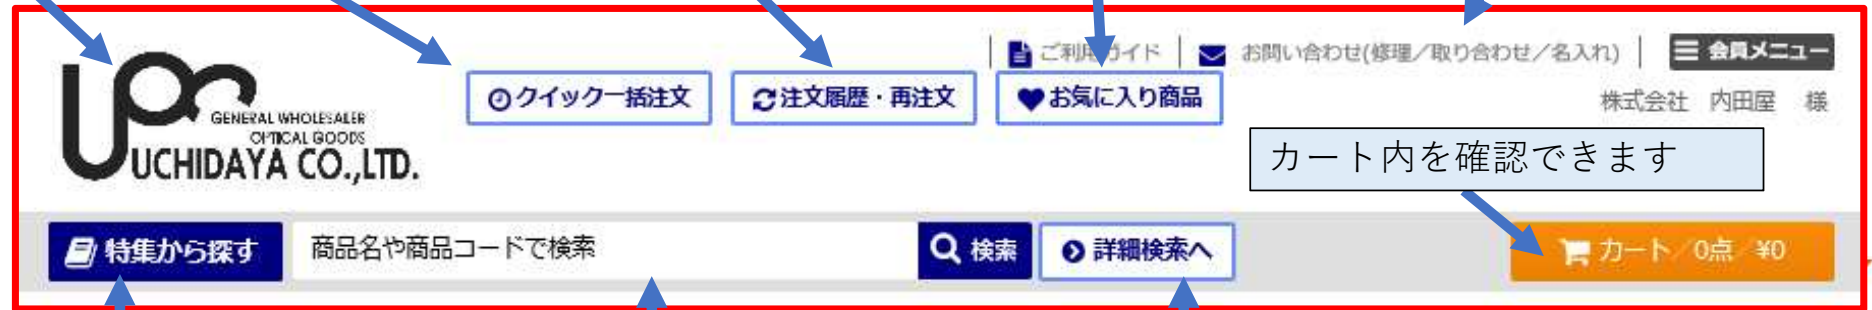 ご利用ガイド
お問い合わせ(修理/取り合わせ/名入れ)
会員メニュー
クイック一括注文
注文履歴・再注文
お気に入り商品
株式会社 内田屋 様
GENERAL WHOLESALER
OPTICAL GOODS
UCHIDAYA CO.,LTD.
カート内を確認できます
特集から探す
商品名や商品コードで検索
検索
詳細検索へ
カート/0点/¥0